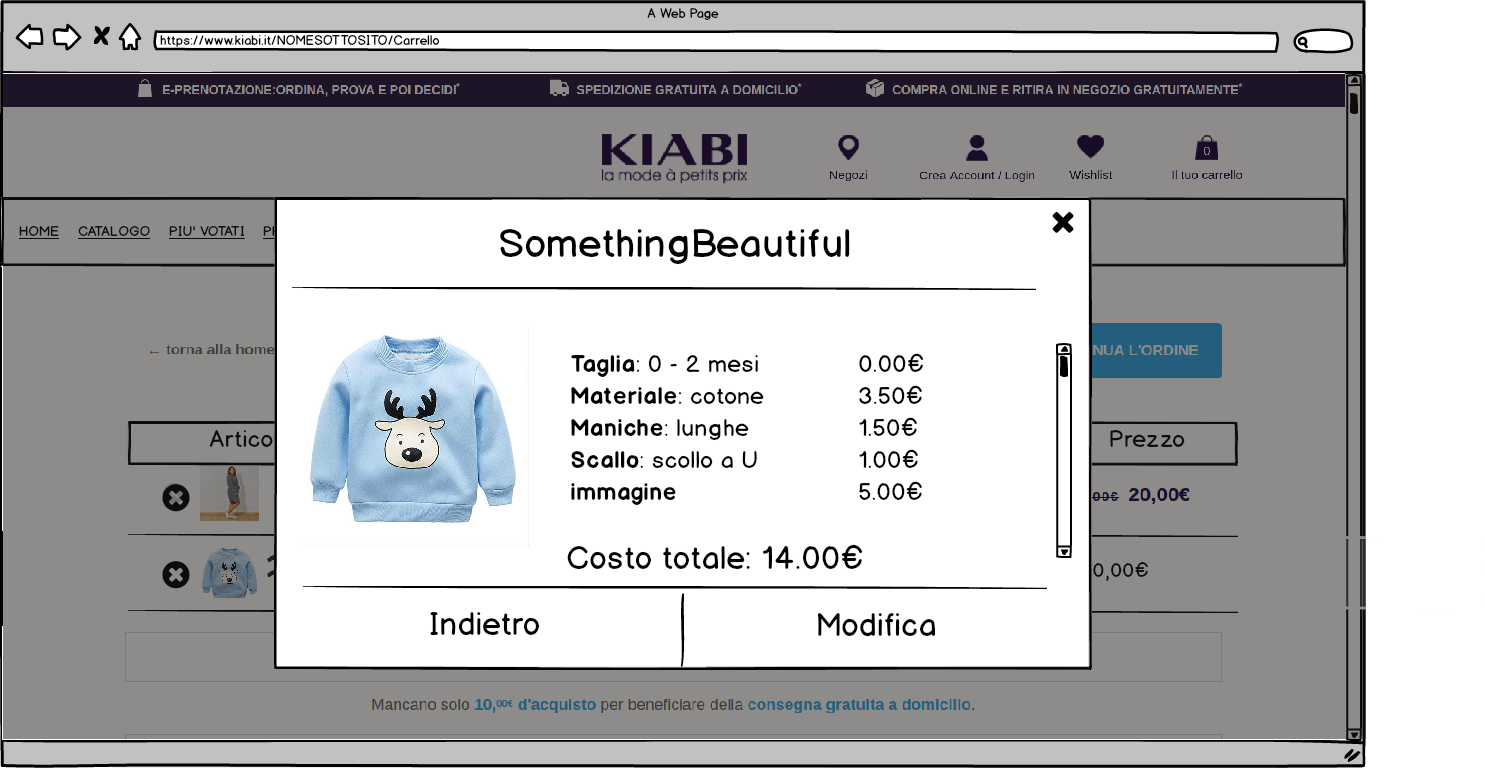 A Web Page
https://www.kiabi.it/NOMESOTTOSITO/Carrello
E-PRENOTAZIONE:ORDINA, PROVA E POI DECIDI* SPEDIZIONE GRATUITA A DOMICILIO* COMPRA ONLINE E RITIRA IN NEGOZIO GRATUITAMENTE*
KIABI
la mode à petits prix
0
Negozi Crea Account / Login Wishlist Il tuo carrello
HOME CATALOGO PIU' VOTATI
SomethingBeautiful
← torna alla home
NUA L'ORDINE
Taglia: 0 - 2 mesi 0.00€
Materiale: cotone 3.50€
Maniche: lunghe 1.50€
Scallo: scollo a U 1.00€
immagine 5.00€
Artico Prezzo
00€ 20,00€
Costo totale: 14.00€
0,00€
Indietro Modifica
Mancano solo 10,00€ d'acquisto per beneficiare della consegna gratuita a domicilio.